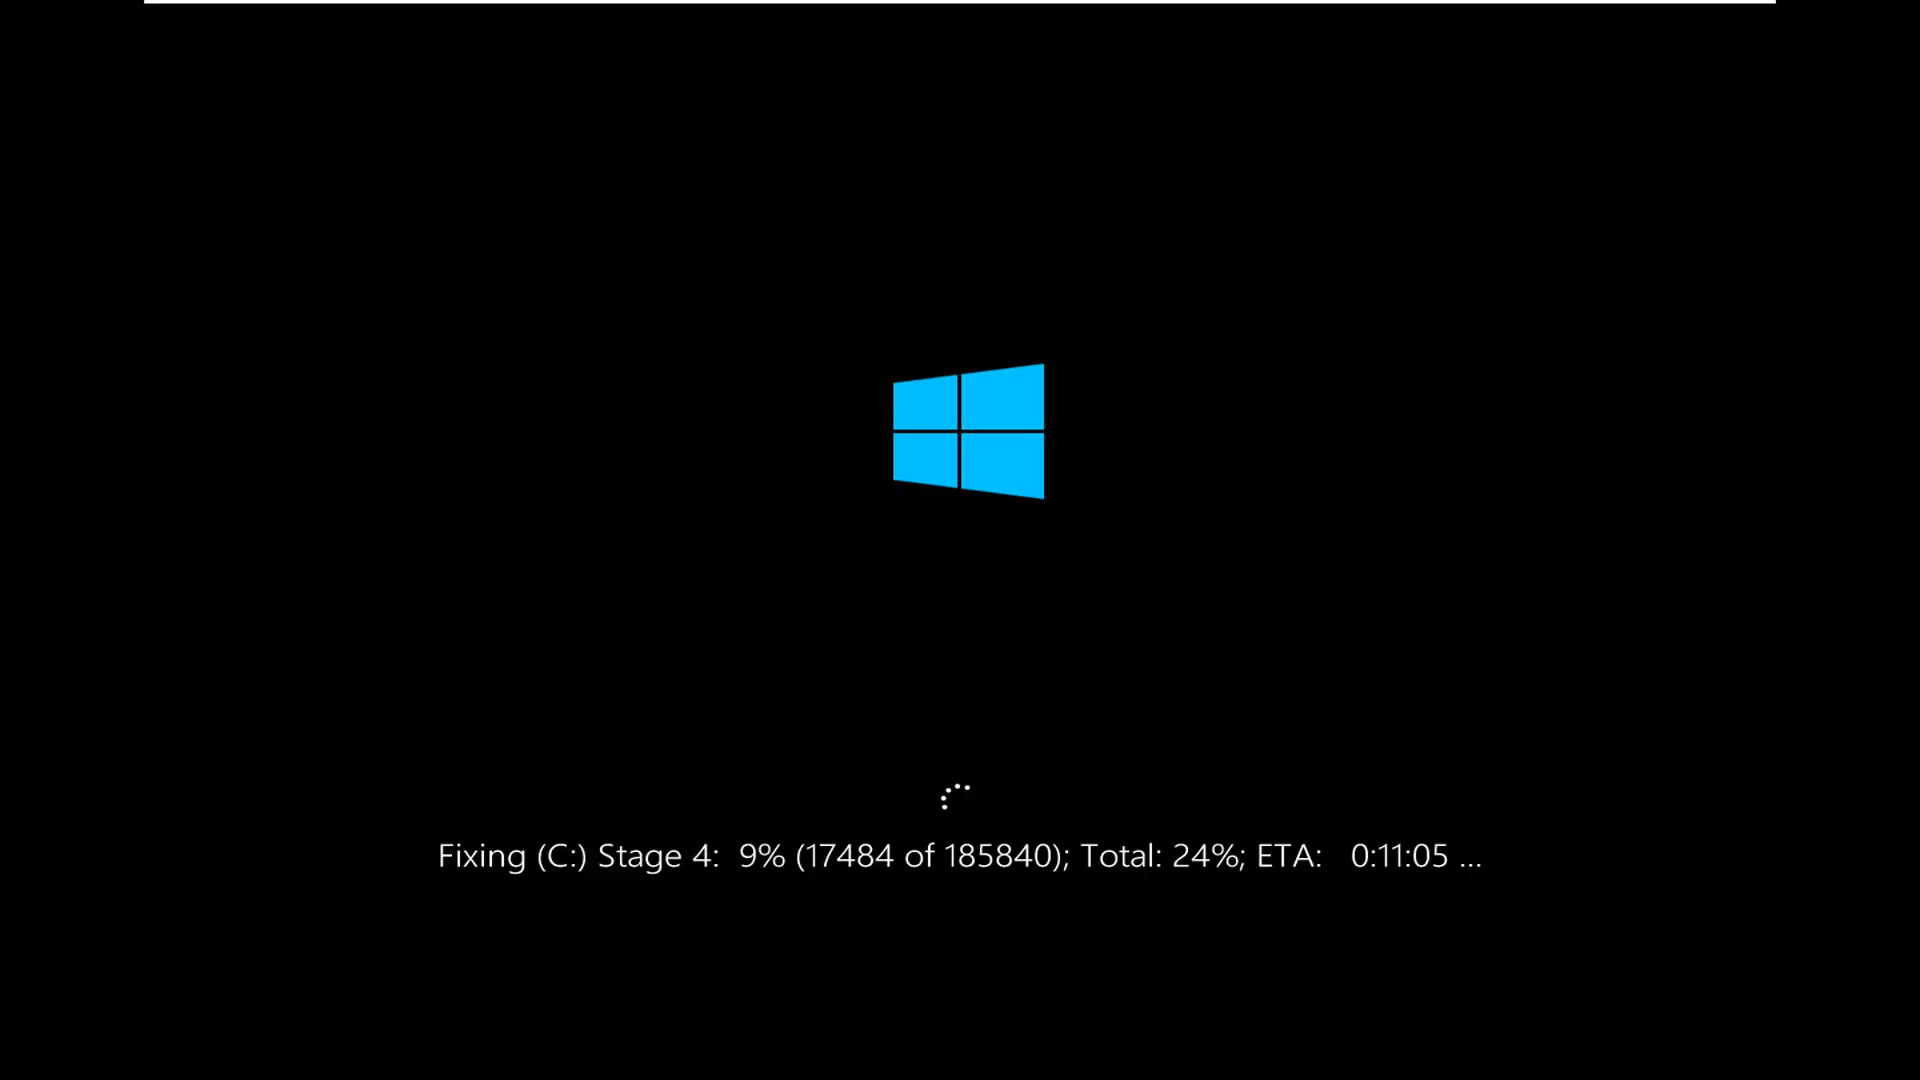 Fixing (C:) Stage 4:  9% (17484 of 185840); Total: 24%; ETA:   0:11:05 ...